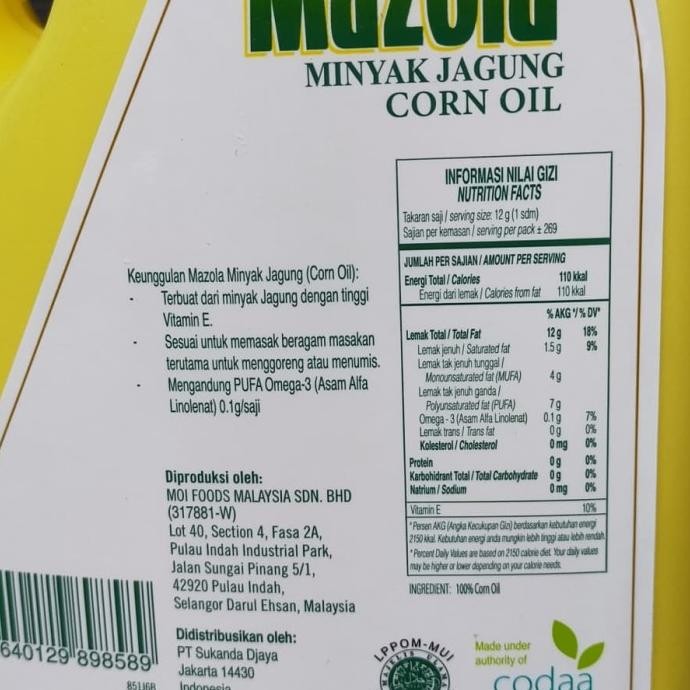 Mazola
MINYAK JAGUNG
CORN OIL
INFORMASI NILAI GIZI
NUTRITION FACTS
Takaran saji / serving size: 12 g (1 sdm)
Sajian per kemasan / serving per pack ± 269
JUMLAH PER SAJIAN / AMOUNT PER SERVING
Energi Total / Calories 110 kkal
Energi dari lemak / Calories from fat 110 kkal
% AKG */ % DV*
Lemak Total / Total Fat 12 g 18%
Lemak jenuh / Saturated fat 1.5 g 9%
Lemak tak jenuh tunggal /
Monounsaturated fat (MUFA) 4 g
Lemak tak jenuh ganda /
Polyunsaturated fat (PUFA) 7 g
Omega - 3 (Asam Alfa Linolenat) 0.1 g 7%
Lemak trans / Trans fat 0 g 0%
Kolesterol / Cholesterol 0 mg 0%
Protein 0 g 0%
Karbohidrat Total / Total Carbohydrate 0 g 0%
Natrium / Sodium 0 mg 0%
Vitamin E 10%
*Persen AKG (Angka Kecukupan Gizi) berdasarkan kebutuhan energi
2150 kkal. Kebutuhan energi anda mungkin lebih tinggi atau lebih rendah.
*Percent Daily Values are based on 2150 calorie diet. Your daily values
may be higher or lower depending on your calorie needs.
INGREDIENT: 100% Corn Oil
Keunggulan Mazola Minyak Jagung (Corn Oil):
- Terbuat dari minyak Jagung dengan tinggi
Vitamin E.
- Sesuai untuk memasak beragam masakan
terutama untuk menggoreng atau menumis.
- Mengandung PUFA Omega-3 (Asam Alfa
Linolenat) 0.1g/saji
Diproduksi oleh:
MOI FOODS MALAYSIA SDN. BHD
(317881-W)
Lot 40, Section 4, Fasa 2A,
Pulau Indah Industrial Park,
Jalan Sungai Pinang 5/1,
42920 Pulau Indah,
Selangor Darul Ehsan, Malaysia
Didistribusikan oleh:
PT Sukanda Djaya
Jakarta 14430
Indonesia
640129 898589
LPPOM-MUI
MAJELIS ULAMA
Made under
authority of
codaa